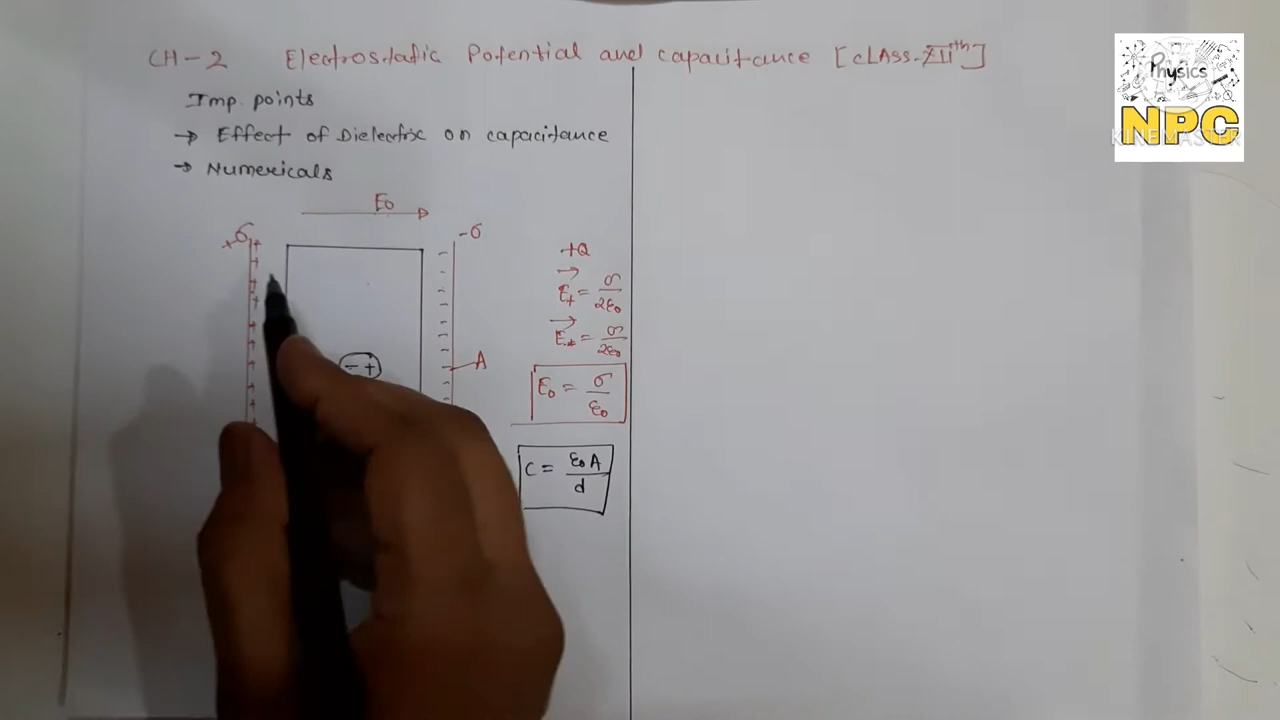 CH-2 Electrostatic Potential and capacitance [CLASS-XIIth]
Imp. points
→ Effect of Dielectric on capacitance
→ Numericals
E0
+σ
-σ
- +
A
+Q
E+ = σ/2ε0
= σ/2ε0
E0 = σ/ε0
C = ε0A/d
Physics
NPC
KINEMASTER